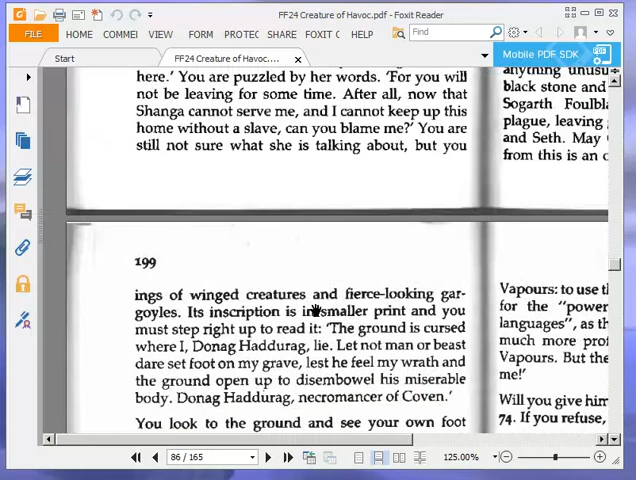 FF24 Creature of Havoc.pdf - Foxit Reader
FILE HOME COMMEN VIEW FORM PROTEC SHARE FOXIT C Find
Mobile PDF SDK
Start FF24 Creature of Havoc....
here.' You are puzzled by her words. 'For you will
not be leaving for some time. After all, now that
Shanga cannot serve me, and I cannot keep up this
home without a slave, can you blame me?' You are
still not sure what she is talking about, but you
anything unusu
black stone and
Sogarth Foulbla
plague, leaving
and Seth. May
from this is an o
199
ings of winged creatures and fierce-looking gar-
goyles. Its inscription is in smaller print and you
must step right up to read it: 'The ground is cursed
where I, Donag Haddurag, lie. Let not man or beast
dare set foot on my grave, lest he feel my wrath and
the ground open up to disembowel his miserable
body. Donag Haddurag, necromancer of Coven.'
You look to the ground and see your own foot
Vapours: to use th
for the "power
languages", as th
much more prof
Vapours. But the
me!'
Will you give him
74. If you refuse,
86 / 165
125.00%